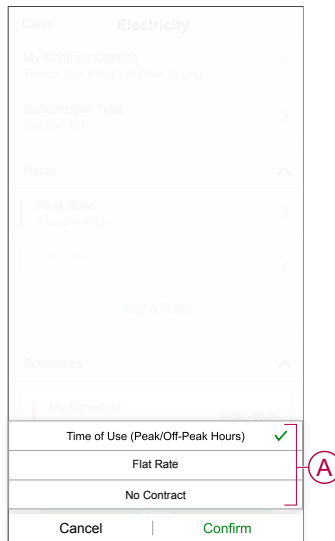 Close Electricity
My Contract Options
Time of Use (Peak/Off-Peak Hours)
Subscription Type
Rates
Peak Rate
Add a Rate
Schedules
My Schedule
Time of Use (Peak/Off-Peak Hours)
Flat Rate
No Contract
A
Cancel | Confirm